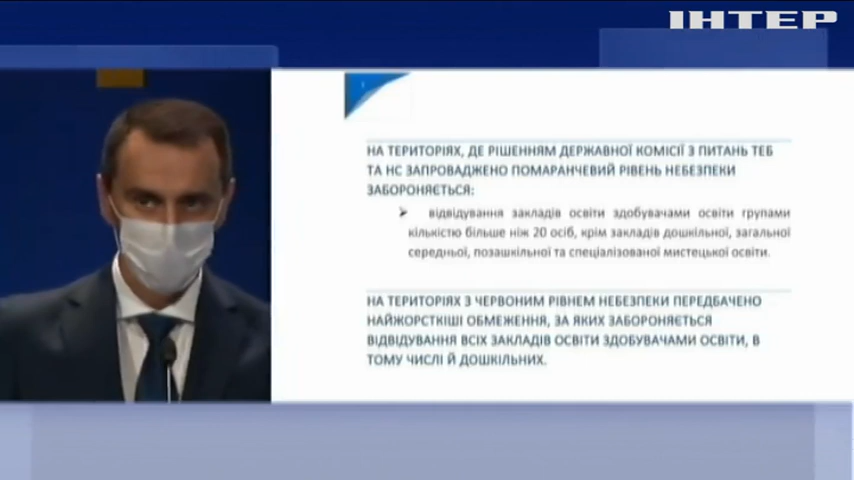 ІНТЕР
НА ТЕРИТОРІЯХ, ДЕ РІШЕННЯМ ДЕРЖАВНОЇ КОМІСІЇ З ПИТАНЬ ТЕБ
ТА НС ЗАПРОВАДЖЕНО ПОМАРАНЧЕВИЙ РІВЕНЬ НЕБЕЗПЕКИ
ЗАБОРОНЯЄТЬСЯ:
відвідування закладів освіти здобувачами освіти групами
кількістю більше ніж 20 осіб, крім закладів дошкільної, загальної
середньої, позашкільної та спеціалізованої мистецької освіти.
НА ТЕРИТОРІЯХ З ЧЕРВОНИМ РІВНЕМ НЕБЕЗПЕКИ ПЕРЕДБАЧЕНО
НАЙЖОРСТКІШІ ОБМЕЖЕННЯ, ЗА ЯКИХ ЗАБОРОНЯЄТЬСЯ
ВІДВІДУВАННЯ ВСІХ ЗАКЛАДІВ ОСВІТИ ЗДОБУВАЧАМИ ОСВІТИ, В
ТОМУ ЧИСЛІ Й ДОШКІЛЬНИХ.